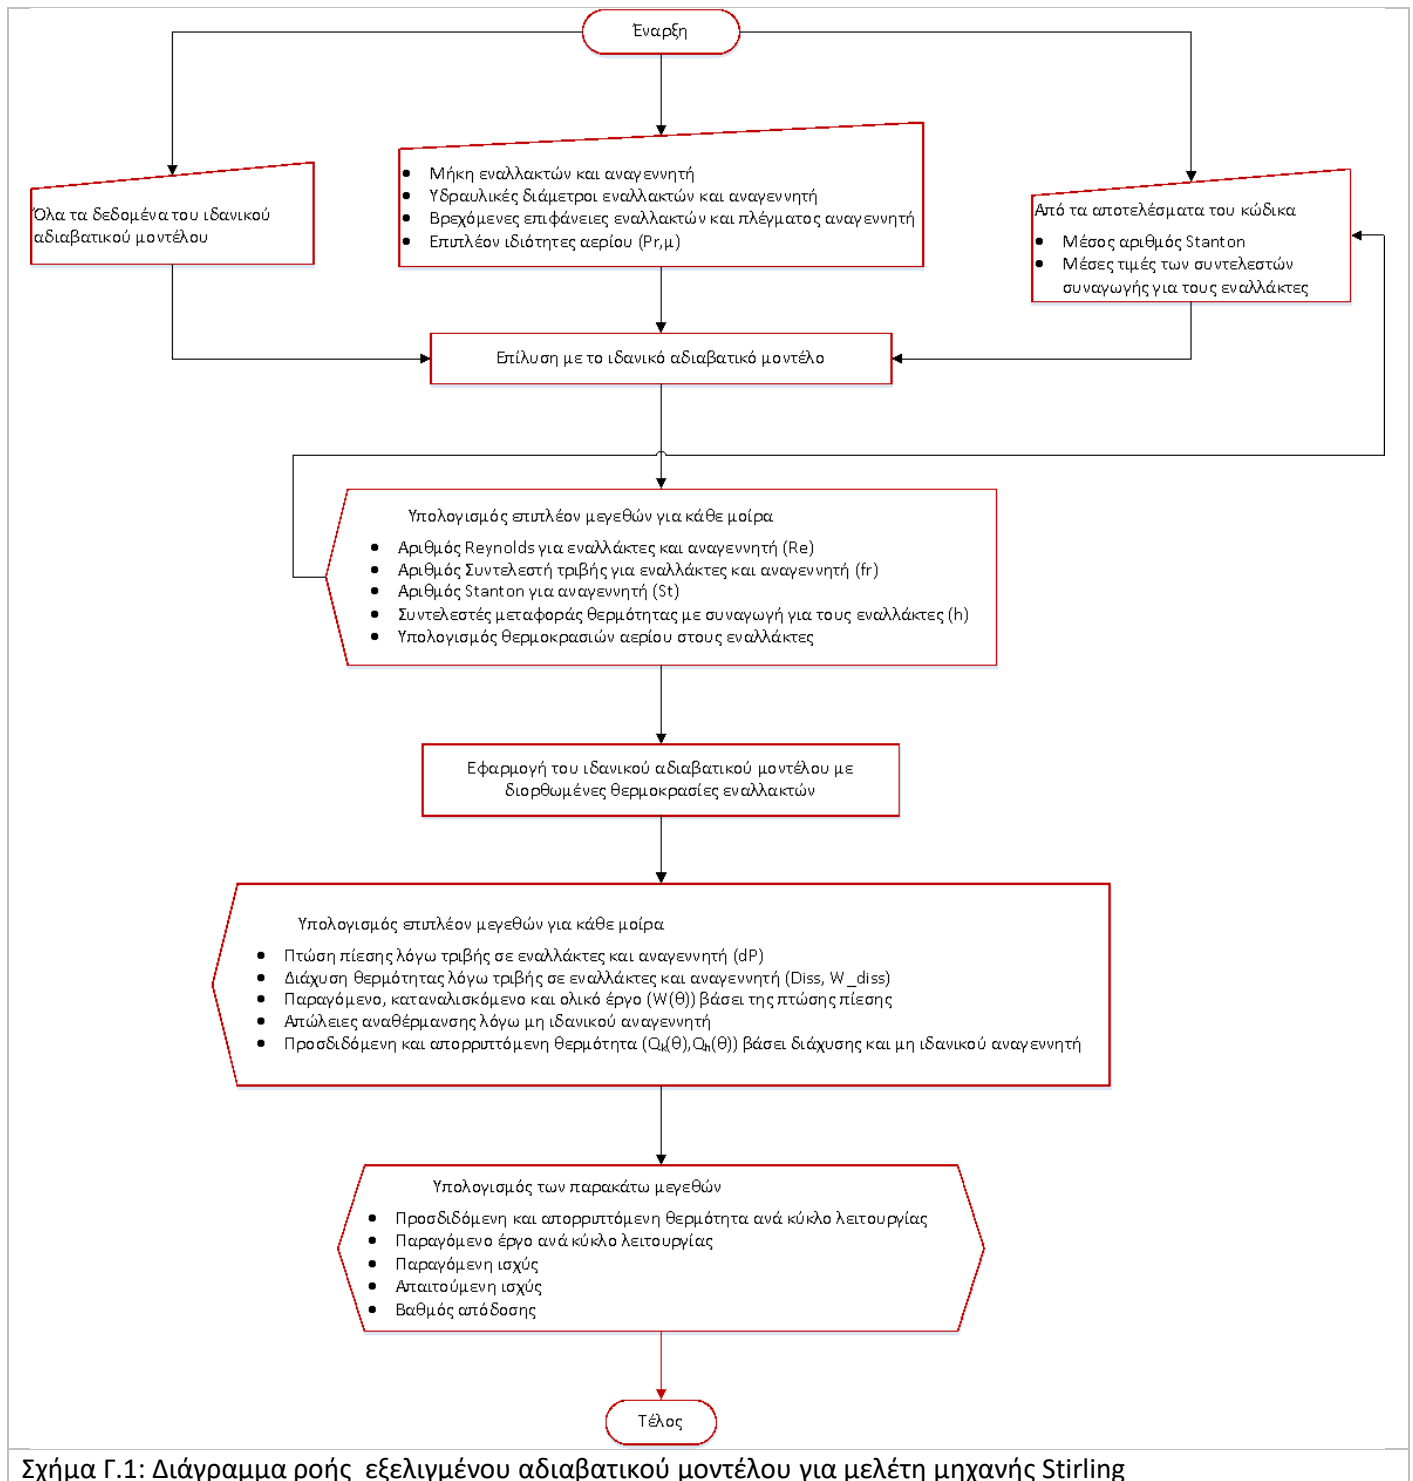 Έναρξη
Όλα τα δεδομένα του ιδανικού
αδιαβατικού μοντέλου
• Μήκη εναλλακτών και αναγεννητή
• Υδραυλικές διάμετροι εναλλακτών και αναγεννητή
• Βρεχόμενες επιφάνειες εναλλακτών και πλέγματος αναγεννητή
• Επιπλέον ιδιότητες αερίου (Pr,μ)
Από τα αποτελέσματα του κώδικα
• Μέσος αριθμός Stanton
• Μέσες τιμές των συντελεστών
συναγωγής για τους εναλλάκτες
Επίλυση με το ιδανικό αδιαβατικό μοντέλο
Υπολογισμός επιπλέον μεγεθών για κάθε μοίρα
• Αριθμός Reynolds για εναλλάκτες και αναγεννητή (Re)
• Αριθμός Συντελεστή τριβής για εναλλάκτες και αναγεννητή (fr)
• Αριθμός Stanton για αναγεννητή (St)
• Συντελεστές μεταφοράς θερμότητας με συναγωγή για τους εναλλάκτες (h)
• Υπολογισμός θερμοκρασιών αερίου στους εναλλάκτες
Εφαρμογή του ιδανικού αδιαβατικού μοντέλου με
διορθωμένες θερμοκρασίες εναλλακτών
Υπολογισμός επιπλέον μεγεθών για κάθε μοίρα
• Πτώση πίεσης λόγω τριβής σε εναλλάκτες και αναγεννητή (dP)
• Διάχυση θερμότητας λόγω τριβής σε εναλλάκτες και αναγεννητή (Diss, W_diss)
• Παραγόμενο, καταναλισκόμενο και ολικό έργο (W(θ)) βάσει της πτώσης πίεσης
• Απώλειες αναθέρμανσης λόγω μη ιδανικού αναγεννητή
• Προσδιδόμενη και απορριπτόμενη θερμότητα (Qₖ(θ),Qₕ(θ)) βάσει διάχυσης και μη ιδανικού αναγεννητή
Υπολογισμός των παρακάτω μεγεθών
• Προσδιδόμενη και απορριπτόμενη θερμότητα ανά κύκλο λειτουργίας
• Παραγόμενο έργο ανά κύκλο λειτουργίας
• Παραγόμενη ισχύς
• Απαιτούμενη ισχύς
• Βαθμός απόδοσης
Τέλος
Σχήμα Γ.1: Διάγραμμα ροής εξελιγμένου αδιαβατικού μοντέλου για μελέτη μηχανής Stirling